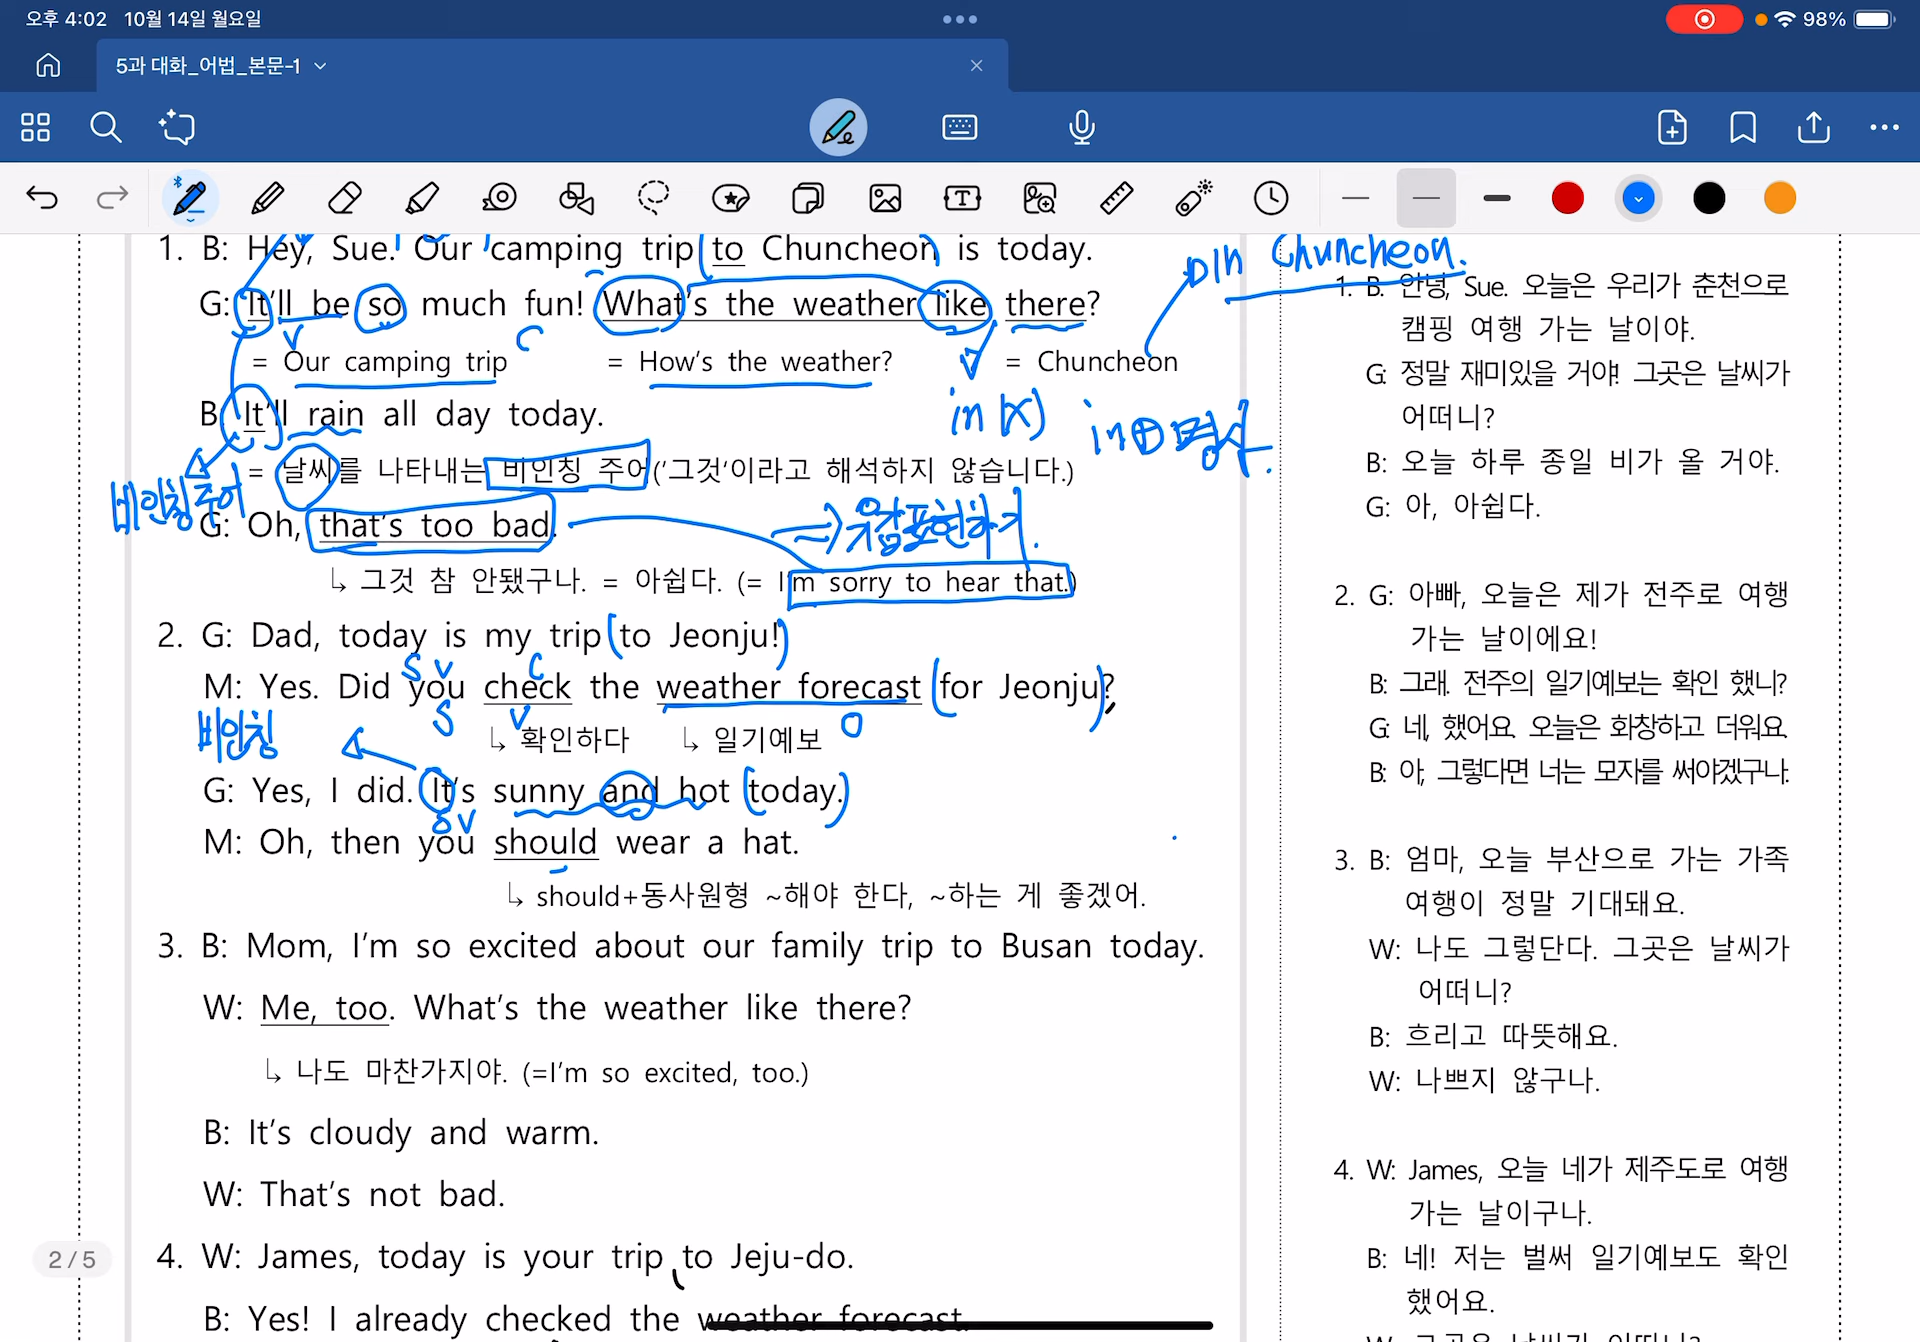 오후 4:02 10월 14일 월요일
98%
5과 대화_어법_본문-1
1. B: Hey, Sue. Our camping trip (to Chuncheon) is today.
in Chuncheon.
G: It'll be so much fun! What's the weather like there?
V C
= Our camping trip = How's the weather? = Chuncheon
in (X)
B: It'll rain all day today.
in + 명사.
= 날씨를 나타내는 비인칭 주어('그것'이라고 해석하지 않습니다.)
비인칭주어
G: Oh, that's too bad.
→유감표현하기.
↳ 그것 참 안됐구나. = 아쉽다. (= I'm sorry to hear that.)
2. G: Dad, today is my trip (to Jeonju!)
S V C
M: Yes. Did you check the weather forecast (for Jeonju)?
S V O
비인칭
↳ 확인하다 ↳ 일기예보
G: Yes, I did. It's sunny and hot (today.)
S V
M: Oh, then you should wear a hat.
↳ should+동사원형 ~해야 한다, ~하는 게 좋겠어.
3. B: Mom, I'm so excited about our family trip to Busan today.
W: Me, too. What's the weather like there?
↳ 나도 마찬가지야. (=I'm so excited, too.)
B: It's cloudy and warm.
W: That's not bad.
4. W: James, today is your trip to Jeju-do.
B: Yes! I already checked the weather forecast.
2 / 5
1. B: 안녕, Sue. 오늘은 우리가 춘천으로
캠핑 여행 가는 날이야.
G: 정말 재미있을 거야! 그곳은 날씨가
어떠니?
B: 오늘 하루 종일 비가 올 거야.
G: 아, 아쉽다.
2. G: 아빠, 오늘은 제가 전주로 여행
가는 날이에요!
B: 그래. 전주의 일기예보는 확인 했니?
G: 네, 했어요. 오늘은 화창하고 더워요.
B: 아, 그렇다면 너는 모자를 써야겠구나.
3. B: 엄마, 오늘 부산으로 가는 가족
여행이 정말 기대돼요.
W: 나도 그렇단다. 그곳은 날씨가
어떠니?
B: 흐리고 따뜻해요.
W: 나쁘지 않구나.
4. W: James, 오늘 네가 제주도로 여행
가는 날이구나.
B: 네! 저는 벌써 일기예보도 확인
했어요.